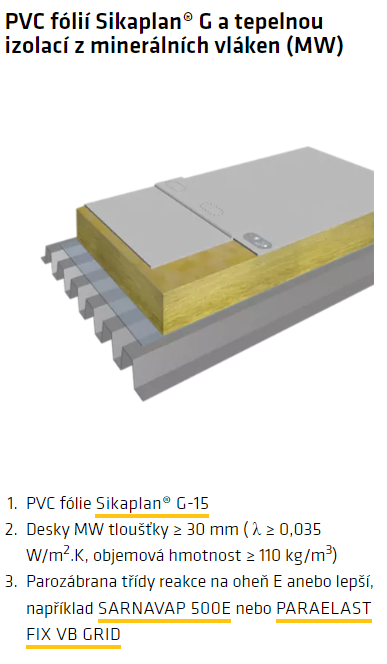 PVC fólií Sikaplan® G a tepelnou
izolací z minerálních vláken (MW)
1. PVC fólie Sikaplan® G-15
2. Desky MW tloušťky ≥ 30 mm ( λ ≥ 0,035
W/m².K, objemová hmotnost ≥ 110 kg/m³)
3. Parozábrana třídy reakce na oheň E anebo lepší,
například SARNAVAP 500E nebo PARAELAST
FIX VB GRID